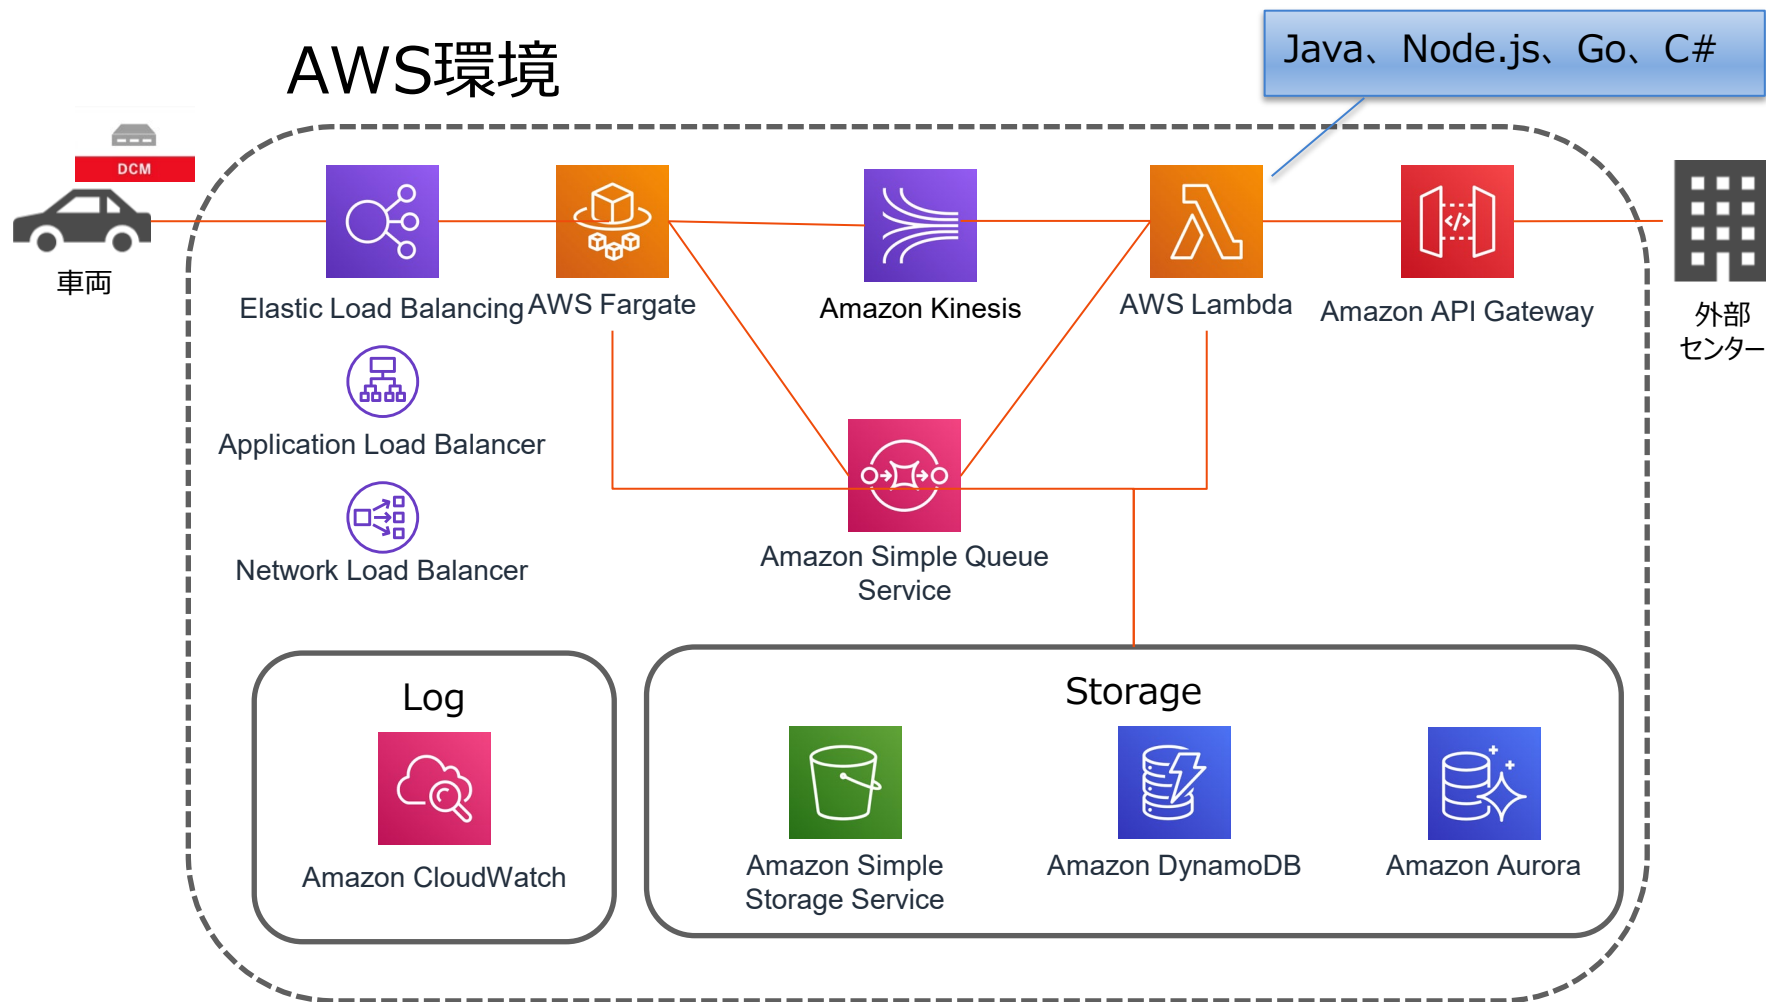 AWS環境
Java、Node.js、Go、C#
DCM
車両
Elastic Load Balancing
AWS Fargate
Amazon Kinesis
AWS Lambda
Amazon API Gateway
外部
センター
Application Load Balancer
Network Load Balancer
Amazon Simple Queue
Service
Log
Amazon CloudWatch
Storage
Amazon Simple
Storage Service
Amazon DynamoDB
Amazon Aurora